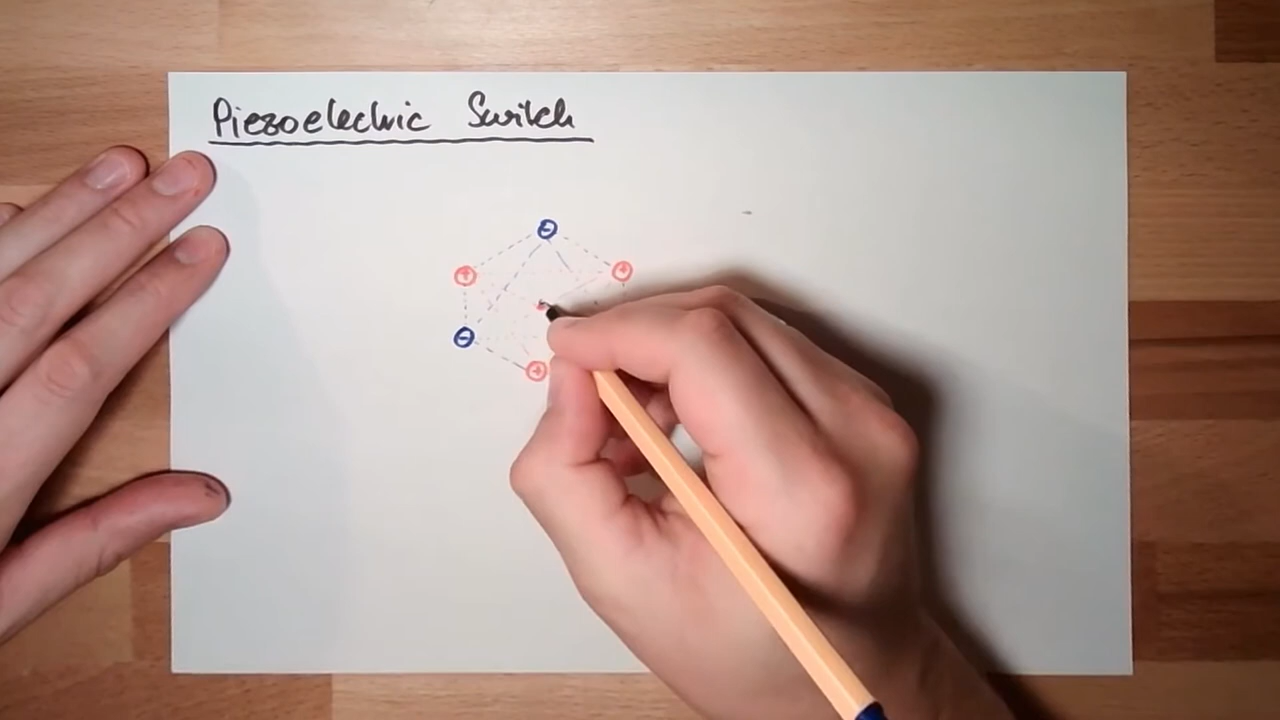 Piezoelectric Switch
-
+ +
-
+